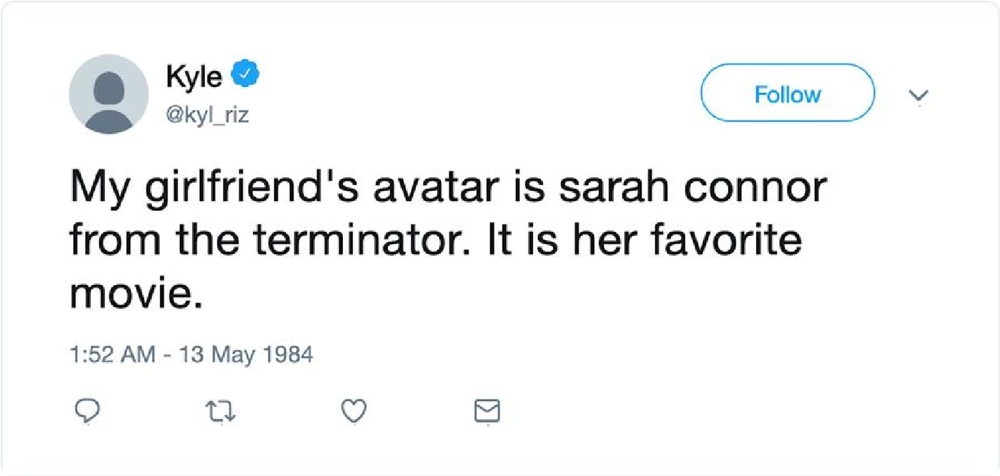 Kyle
@kyl_riz
Follow
My girlfriend's avatar is sarah connor
from the terminator. It is her favorite
movie.
1:52 AM - 13 May 1984